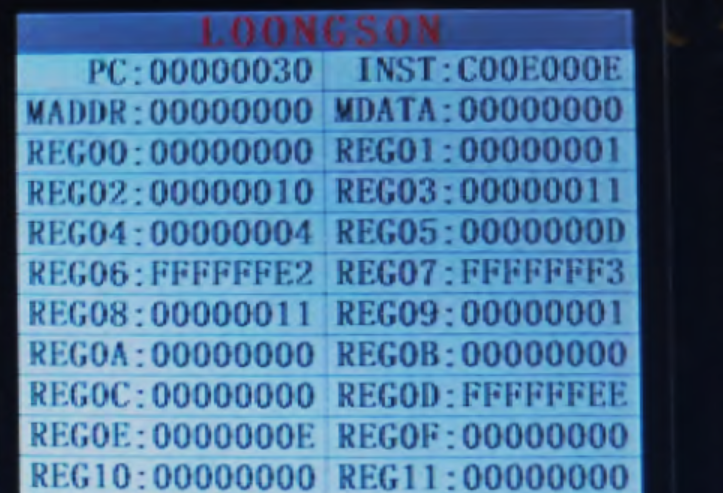 LOONGSON
PC:00000030 INST:C00E000E
MADDR:00000000 MDATA:00000000
REG00:00000000 REG01:00000001
REG02:00000010 REG03:00000011
REG04:00000004 REG05:0000000D
REG06:FFFFFFE2 REG07:FFFFFFF3
REG08:00000011 REG09:00000001
REG0A:00000000 REG0B:00000000
REG0C:00000000 REG0D:FFFFFFEE
REG0E:0000000E REG0F:00000000
REG10:00000000 REG11:00000000